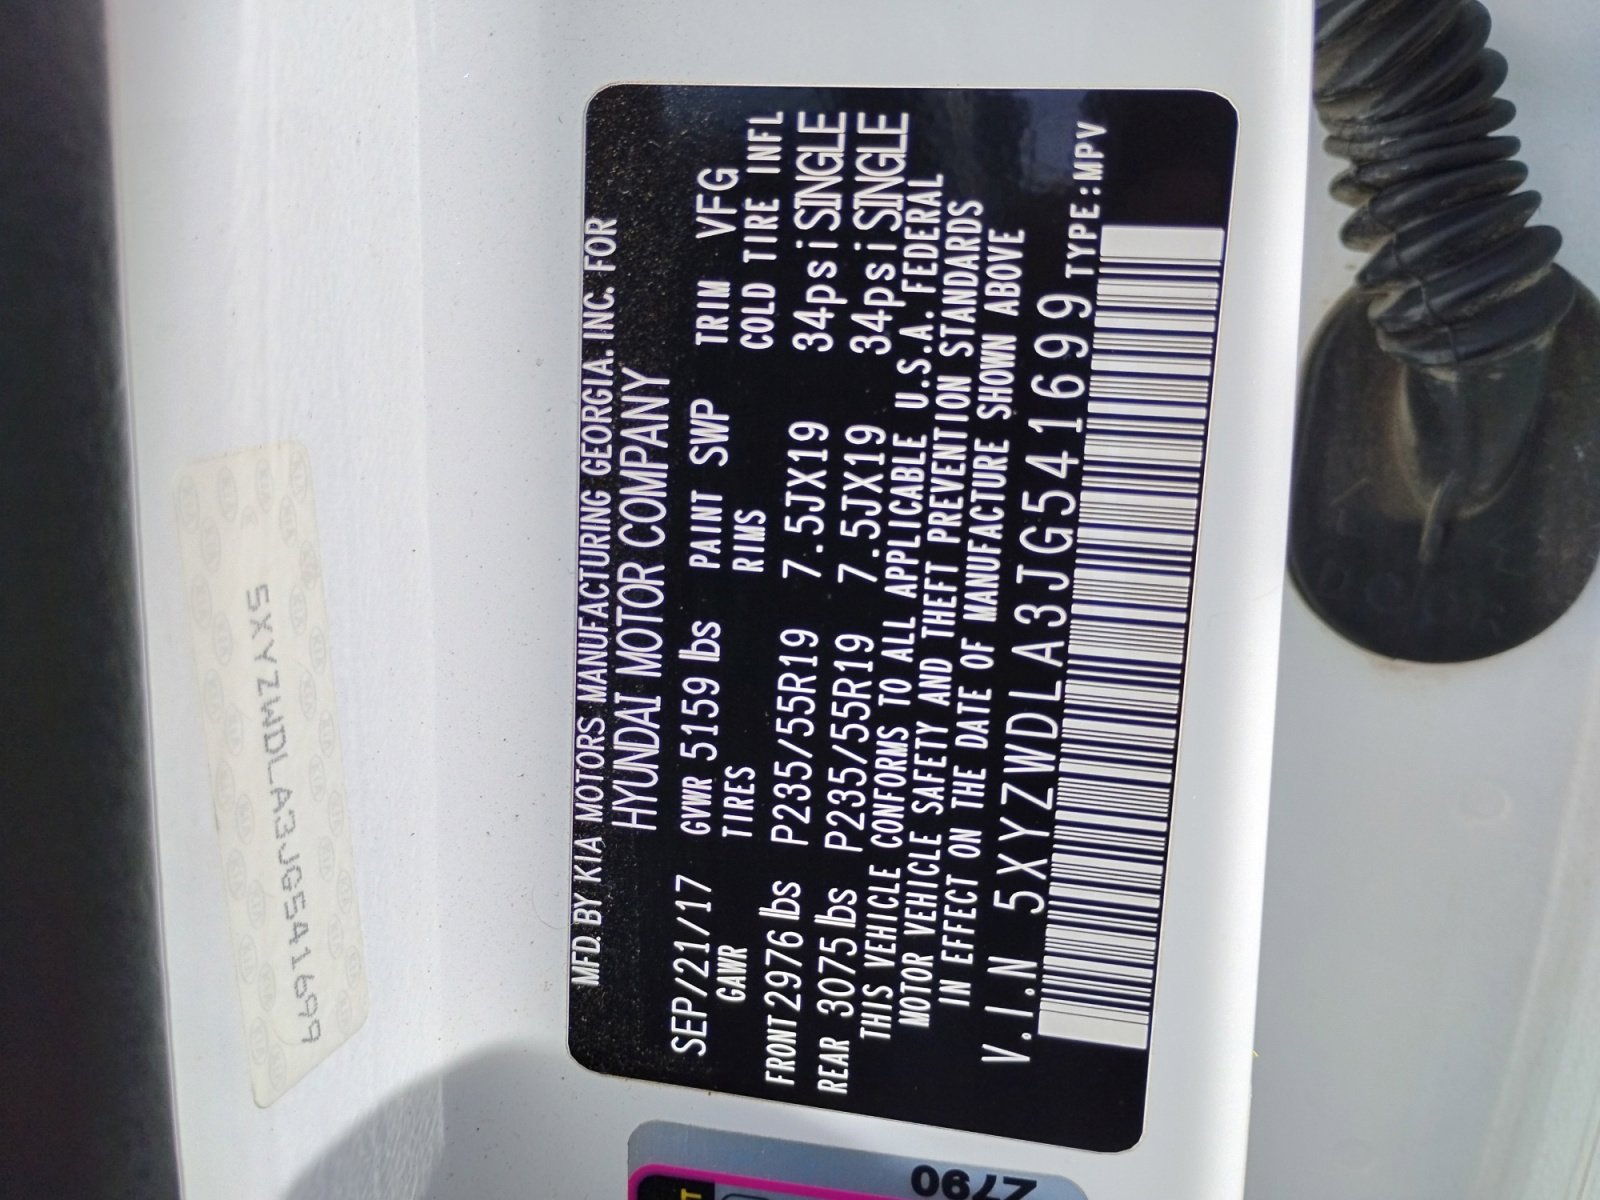 MFD. BY KIA MOTORS MANUFACTURING GEORGIA. INC. FOR
HYUNDAI MOTOR COMPANY
SEP/21/17 GVWR 5159 lbs PAINT SWP TRIM VFG
GAWR TIRES RIMS COLD TIRE INFL
FRONT 2976 lbs P235/55R19 7.5JX19 34psi SINGLE
REAR 3075 lbs P235/55R19 7.5JX19 34psi SINGLE
THIS VEHICLE CONFORMS TO ALL APPLICABLE U.S.A. FEDERAL
MOTOR VEHICLE SAFETY AND THEFT PREVENTION STANDARDS
IN EFFECT ON THE DATE OF MANUFACTURE SHOWN ABOVE
V.I.N 5XYZWDLA3JG541699 TYPE:MPV
5XYZWDLA3JG541699
Z790